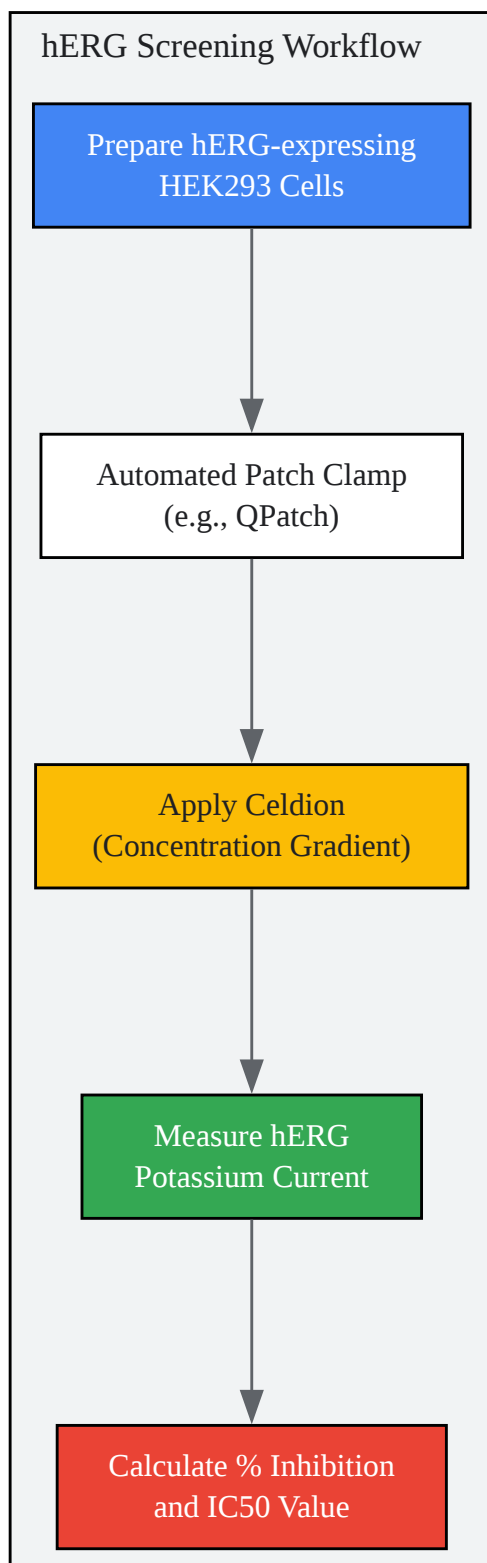 hERG Screening Workflow
Prepare hERG-expressing
HEK293 Cells
Automated Patch Clamp
(e.g., QPatch)
Apply Celdion
(Concentration Gradient)
Measure hERG
Potassium Current
Calculate % Inhibition
and IC50 Value